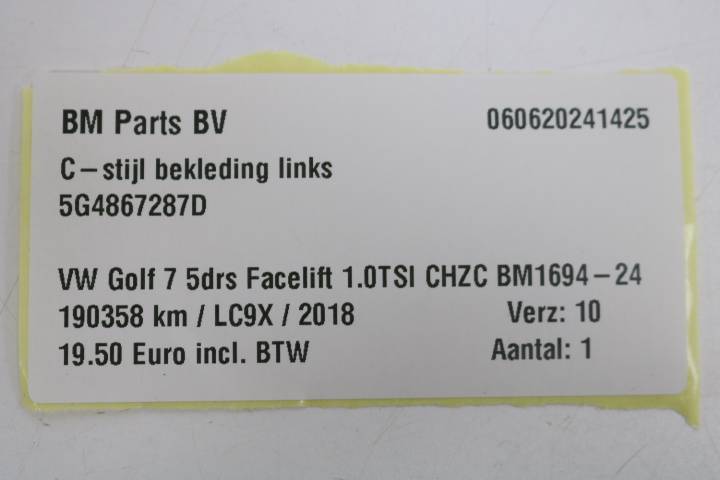 BM Parts BV 060620241425
C-stijl bekleding links
5G4867287D
VW Golf 7 5drs Facelift 1.0TSI CHZC BM1694-24
190358 km / LC9X / 2018 Verz: 10
19.50 Euro incl. BTW Aantal: 1